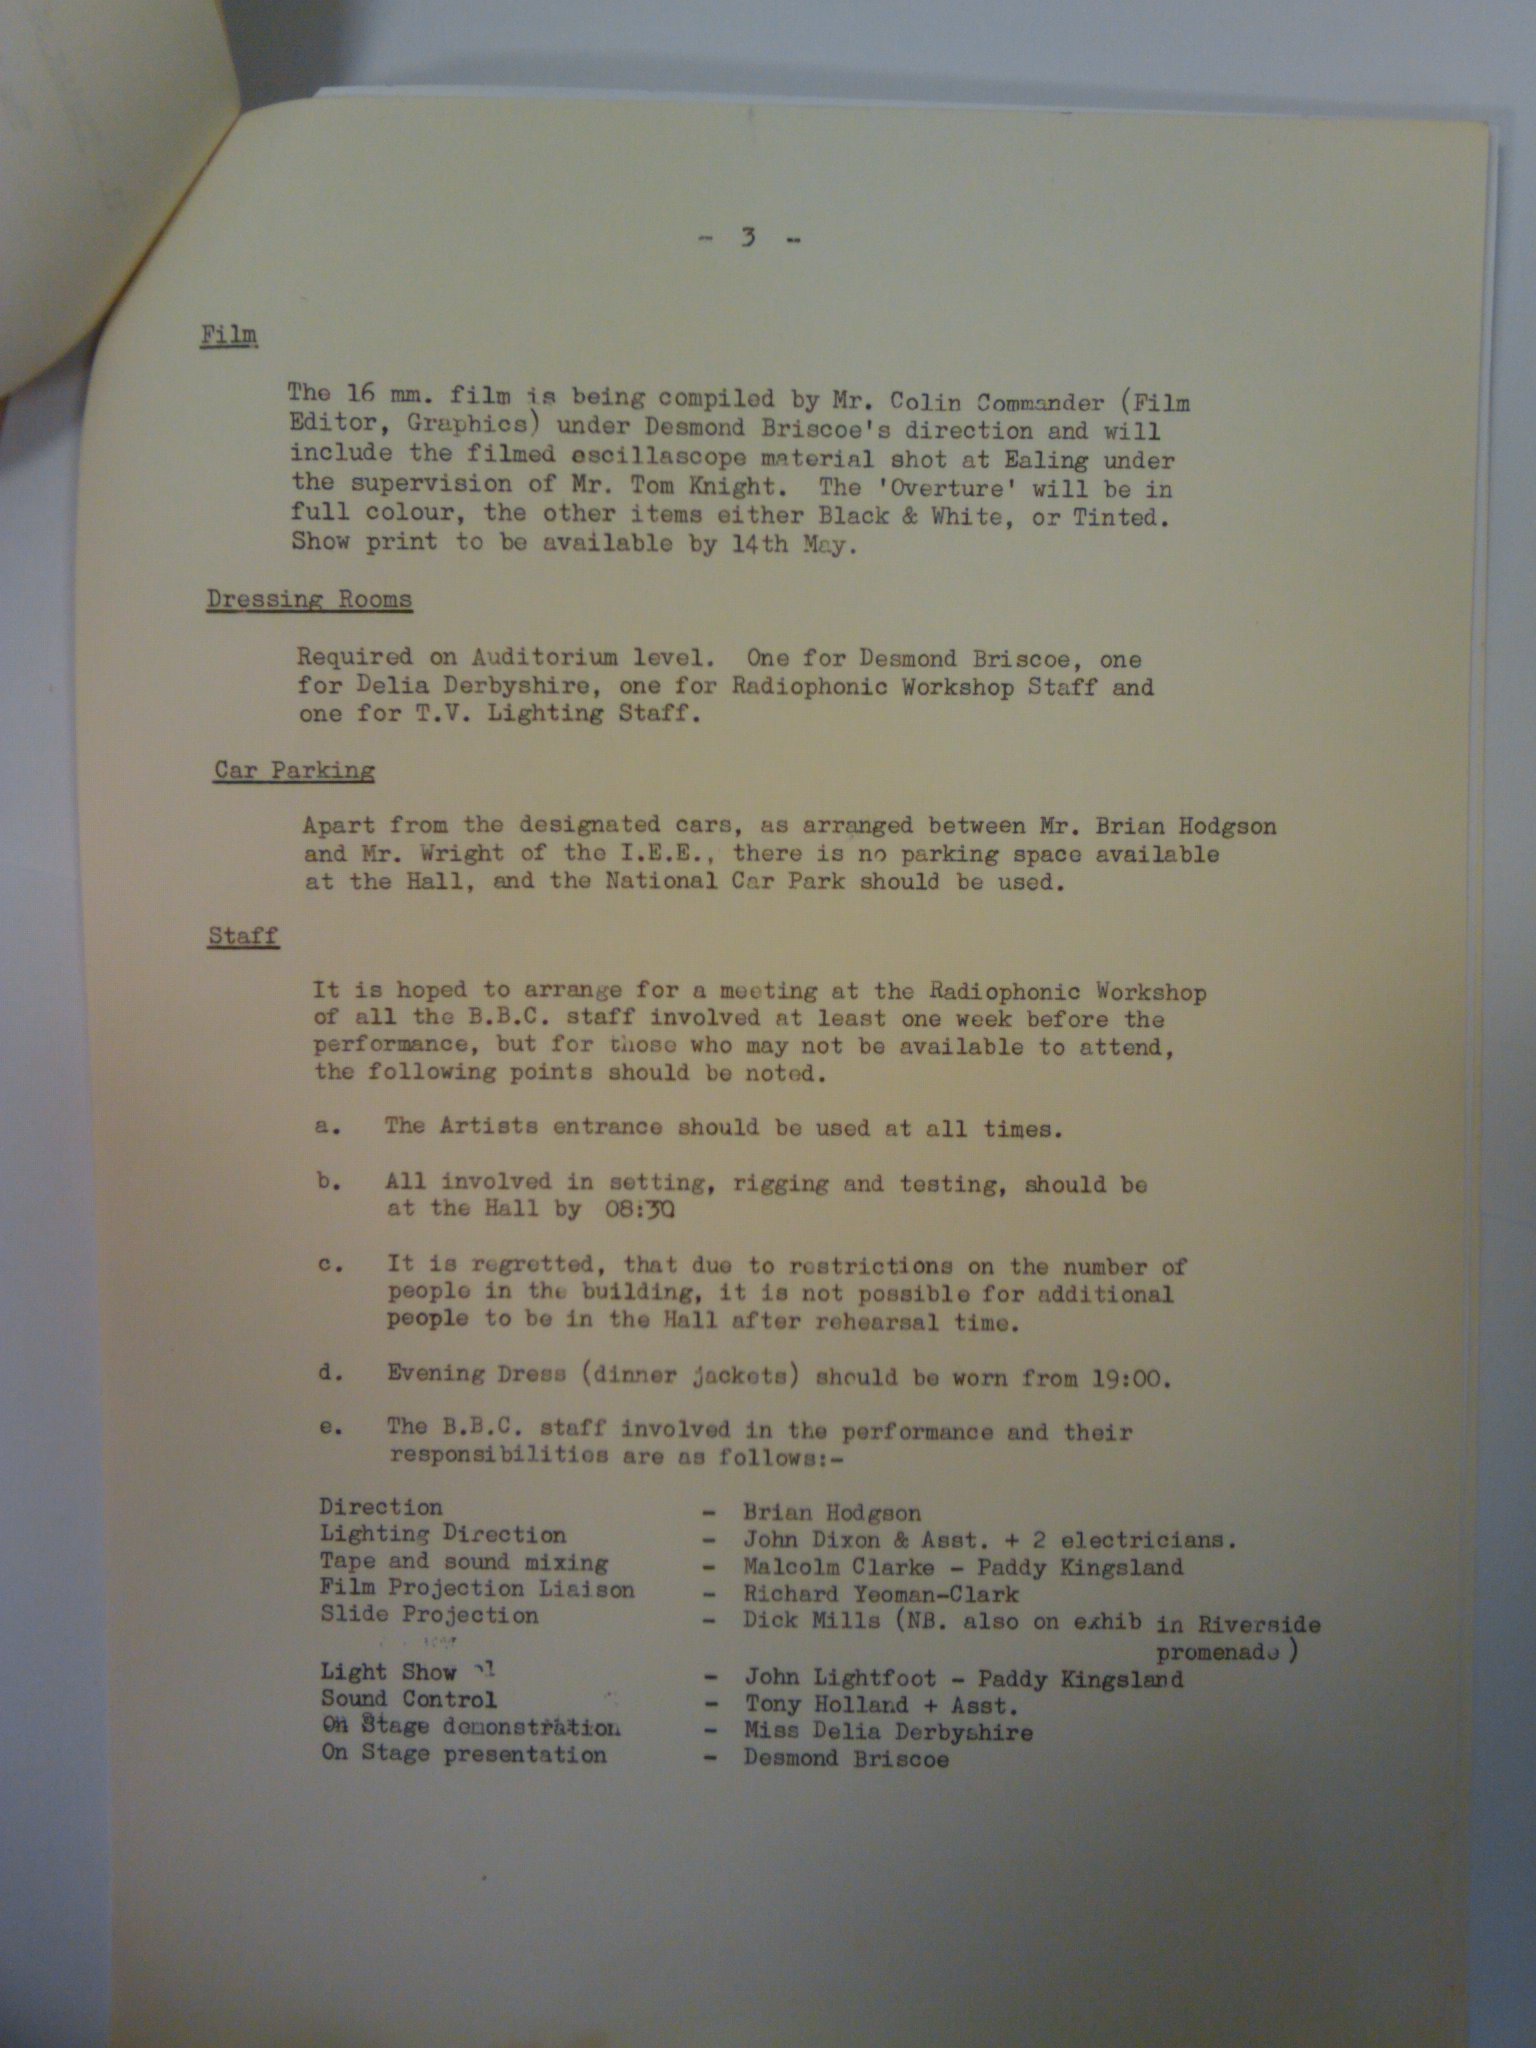 - 3 -
Film
The 16 mm. film is being compiled by Mr. Colin Commander (Film
Editor, Graphics) under Desmond Briscoe's direction and will
include the filmed oscillascope material shot at Ealing under
the supervision of Mr. Tom Knight. The 'Overture' will be in
full colour, the other items either Black & White, or Tinted.
Show print to be available by 14th May.
Dressing Rooms
Required on Auditorium level. One for Desmond Briscoe, one
for Delia Derbyshire, one for Radiophonic Workshop Staff and
one for T.V. Lighting Staff.
Car Parking
Apart from the designated cars, as arranged between Mr. Brian Hodgson
and Mr. Wright of the I.E.E., there is no parking space available
at the Hall, and the National Car Park should be used.
Staff
It is hoped to arrange for a meeting at the Radiophonic Workshop
of all the B.B.C. staff involved at least one week before the
performance, but for those who may not be available to attend,
the following points should be noted.
a. The Artists entrance should be used at all times.
b. All involved in setting, rigging and testing, should be
at the Hall by 08:30
c. It is regretted, that due to restrictions on the number of
people in the building, it is not possible for additional
people to be in the Hall after rehearsal time.
d. Evening Dress (dinner jackets) should be worn from 19:00.
e. The B.B.C. staff involved in the performance and their
responsibilities are as follows:-
Direction - Brian Hodgson
Lighting Direction - John Dixon & Asst. + 2 electricians.
Tape and sound mixing - Malcolm Clarke - Paddy Kingsland
Film Projection Liaison - Richard Yeoman-Clark
Slide Projection - Dick Mills (NB. also on exhib in Riverside
promenade)
Light Show - John Lightfoot - Paddy Kingsland
Sound Control - Tony Holland + Asst.
On Stage demonstration - Miss Delia Derbyshire
On Stage presentation - Desmond Briscoe